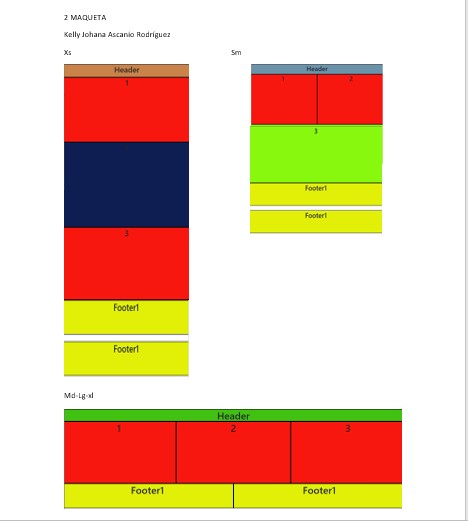 2 MAQUETA
Kelly Johana Ascanio Rodríguez
Xs
Header
1
3
Footer1
Footer1
Sm
Header
1 2
3
Footer1
Footer1
Md-Lg-xl
Header
1 2 3
Footer1 Footer1